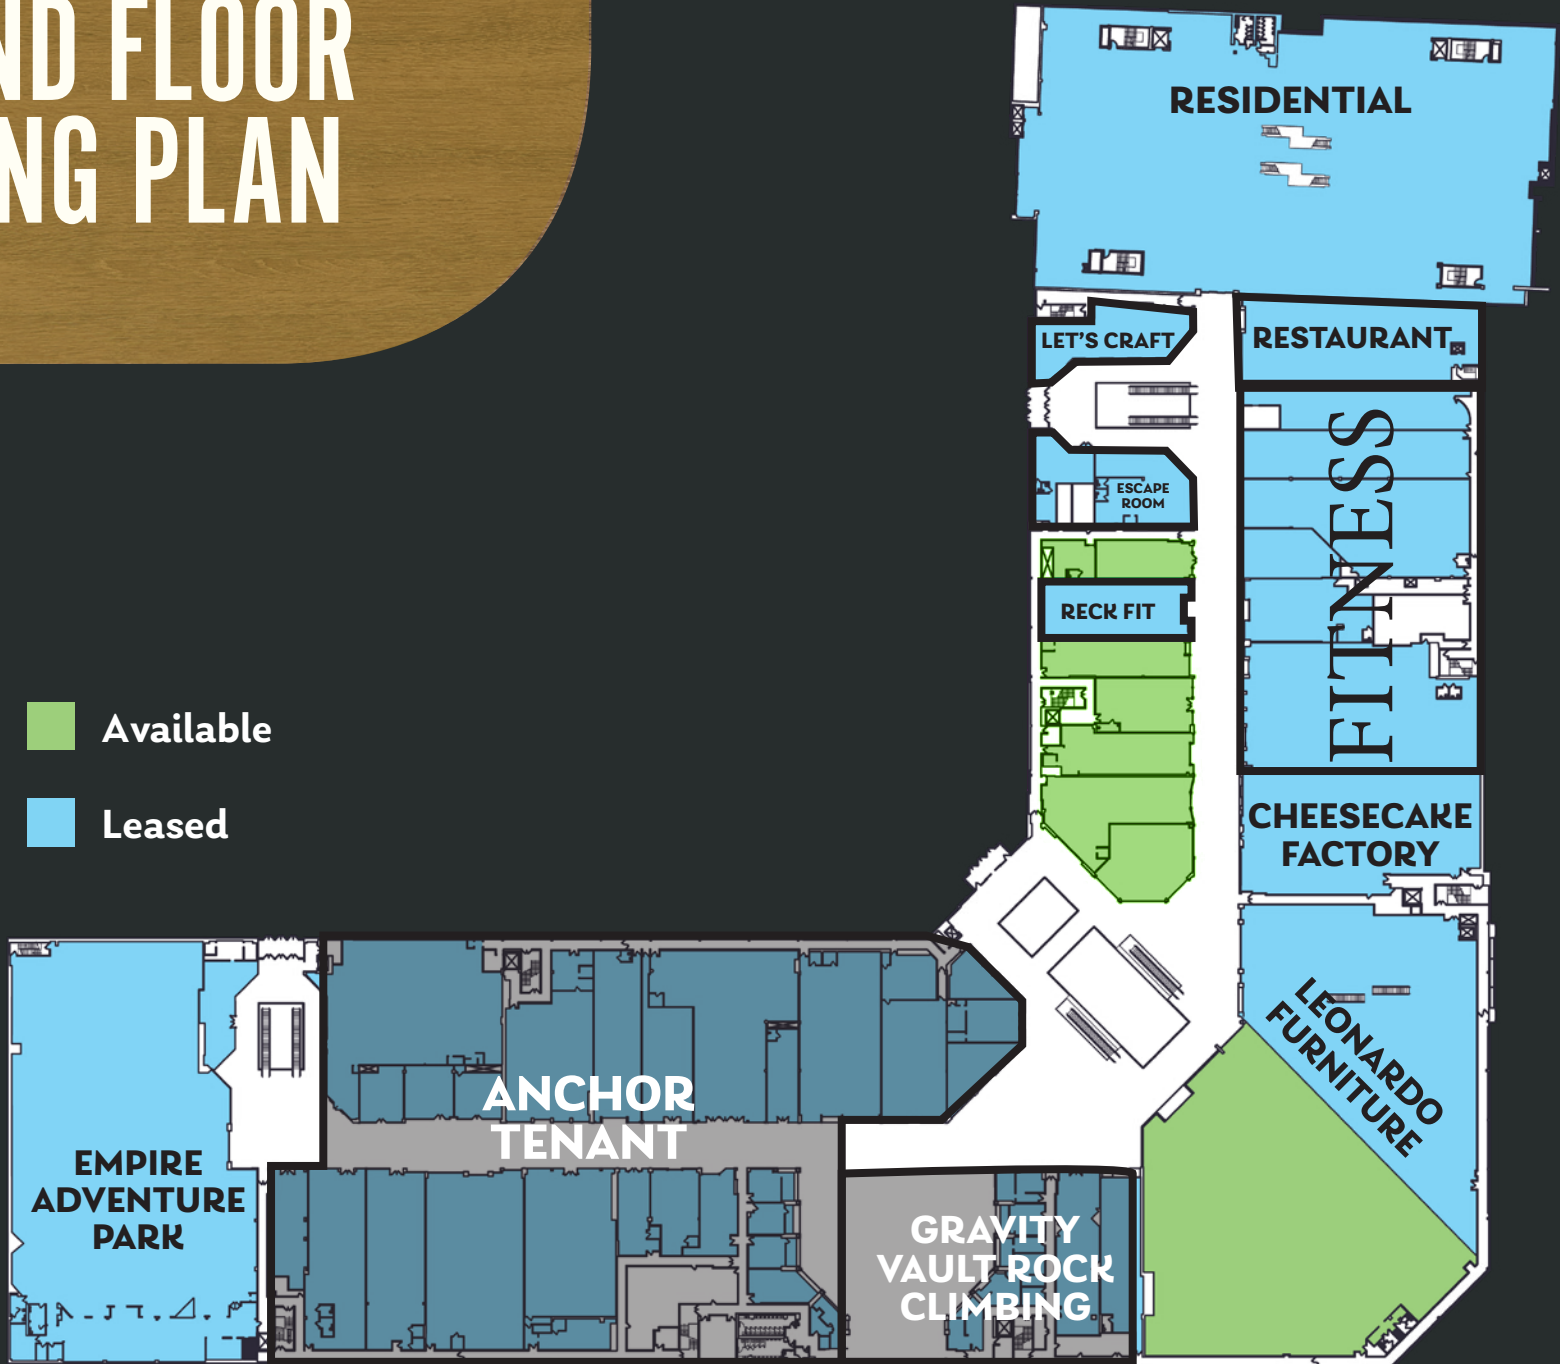 ND FLOOR
NG PLAN
RESIDENTIAL
LET'S CRAFT
RESTAURANT
ESCAPE
ROOM
FITNESS
RECK FIT
Available
Leased
CHEESECAKE
FACTORY
LEONARDO
FURNITURE
ANCHOR
TENANT
EMPIRE
ADVENTURE
PARK
GRAVITY
VAULT ROCK
CLIMBING